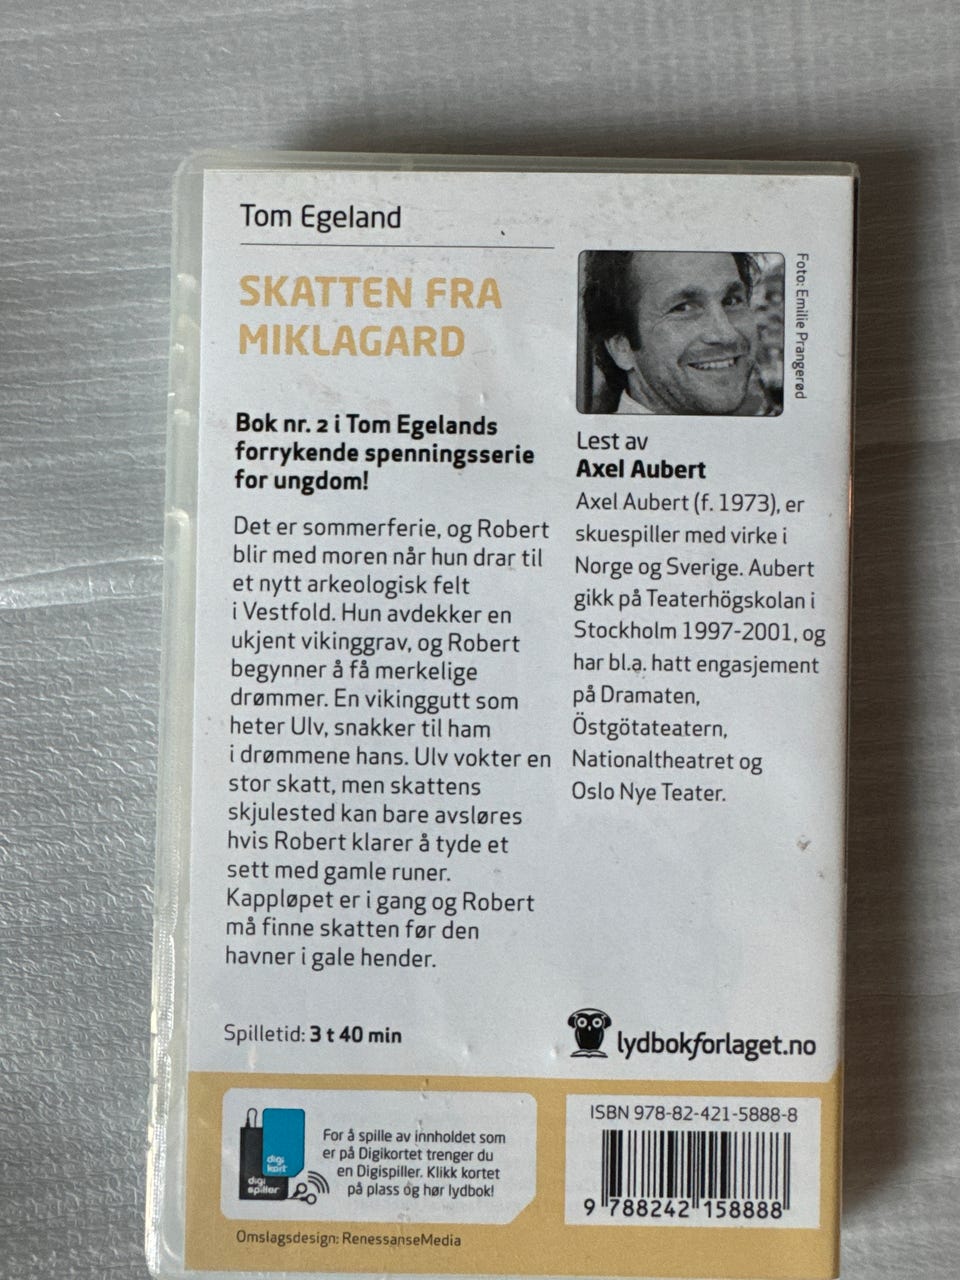 Tom Egeland
SKATTEN FRA
MIKLAGARD
Bok nr. 2 i Tom Egelands
forrykende spenningsserie
for ungdom!
Det er sommerferie, og Robert
blir med moren når hun drar til
et nytt arkeologisk felt
i Vestfold. Hun avdekker en
ukjent vikinggrav, og Robert
begynner å få merkelige
drømmer. En vikinggutt som
heter Ulv, snakker til ham
i drømmene hans. Ulv vokter en
stor skatt, men skattens
skjulested kan bare avsløres
hvis Robert klarer å tyde et
sett med gamle runer.
Kappløpet er i gang og Robert
må finne skatten før den
havner i gale hender.
Spilletid: 3 t 40 min
Foto: Emilie Prangerød
Lest av
Axel Aubert
Axel Aubert (f. 1973), er
skuespiller med virke i
Norge og Sverige. Aubert
gikk på Teaterhögskolan i
Stockholm 1997-2001, og
har bl.a. hatt engasjement
på Dramaten,
Östgötateatern,
Nationaltheatret og
Oslo Nye Teater.
lydbokforlaget.no
digi
kort
digi
spiller
For å spille av innholdet som
er på Digikortet trenger du
en Digispiller. Klikk kortet
på plass og hør lydbok!
ISBN 978-82-421-5888-8
9 788242 158888
Omslagsdesign: RenessanseMedia